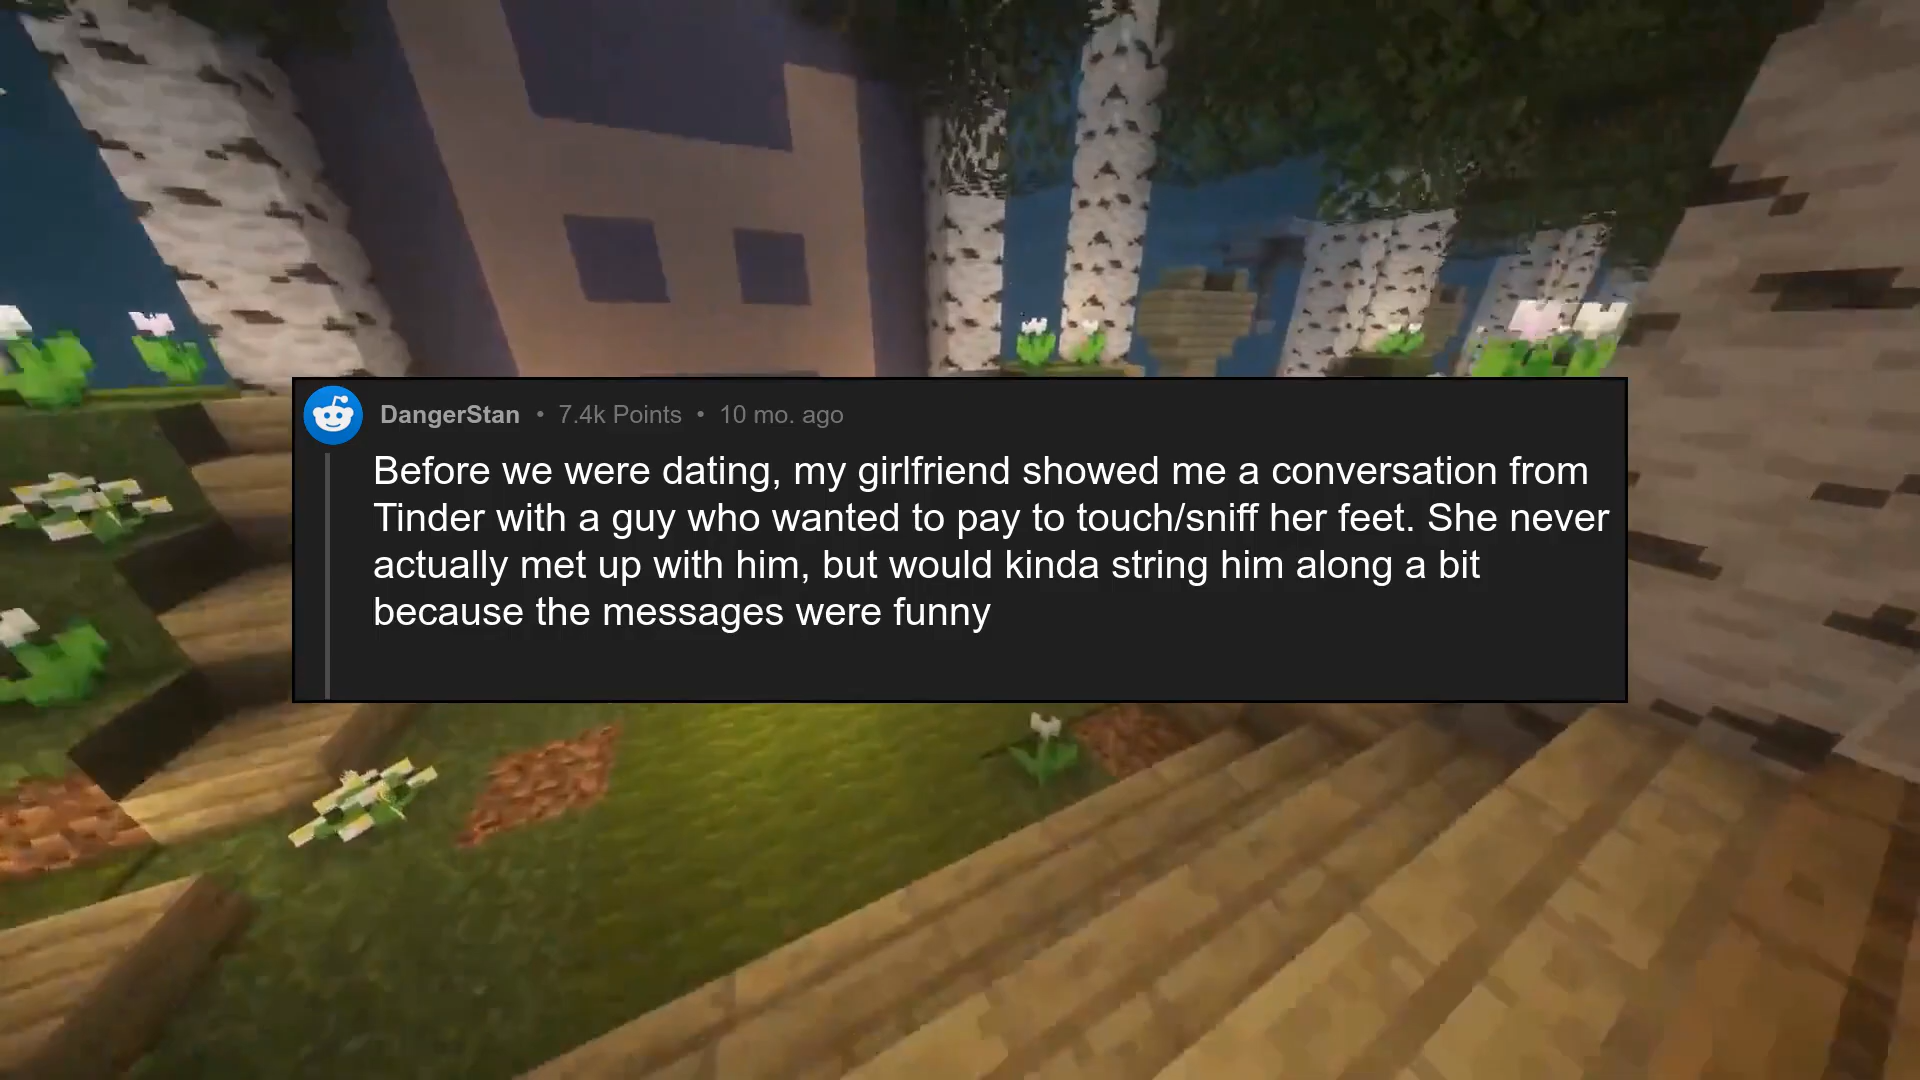 DangerStan • 7.4k Points • 10 mo. ago
Before we were dating, my girlfriend showed me a conversation from
Tinder with a guy who wanted to pay to touch/sniff her feet. She never
actually met up with him, but would kinda string him along a bit
because the messages were funny